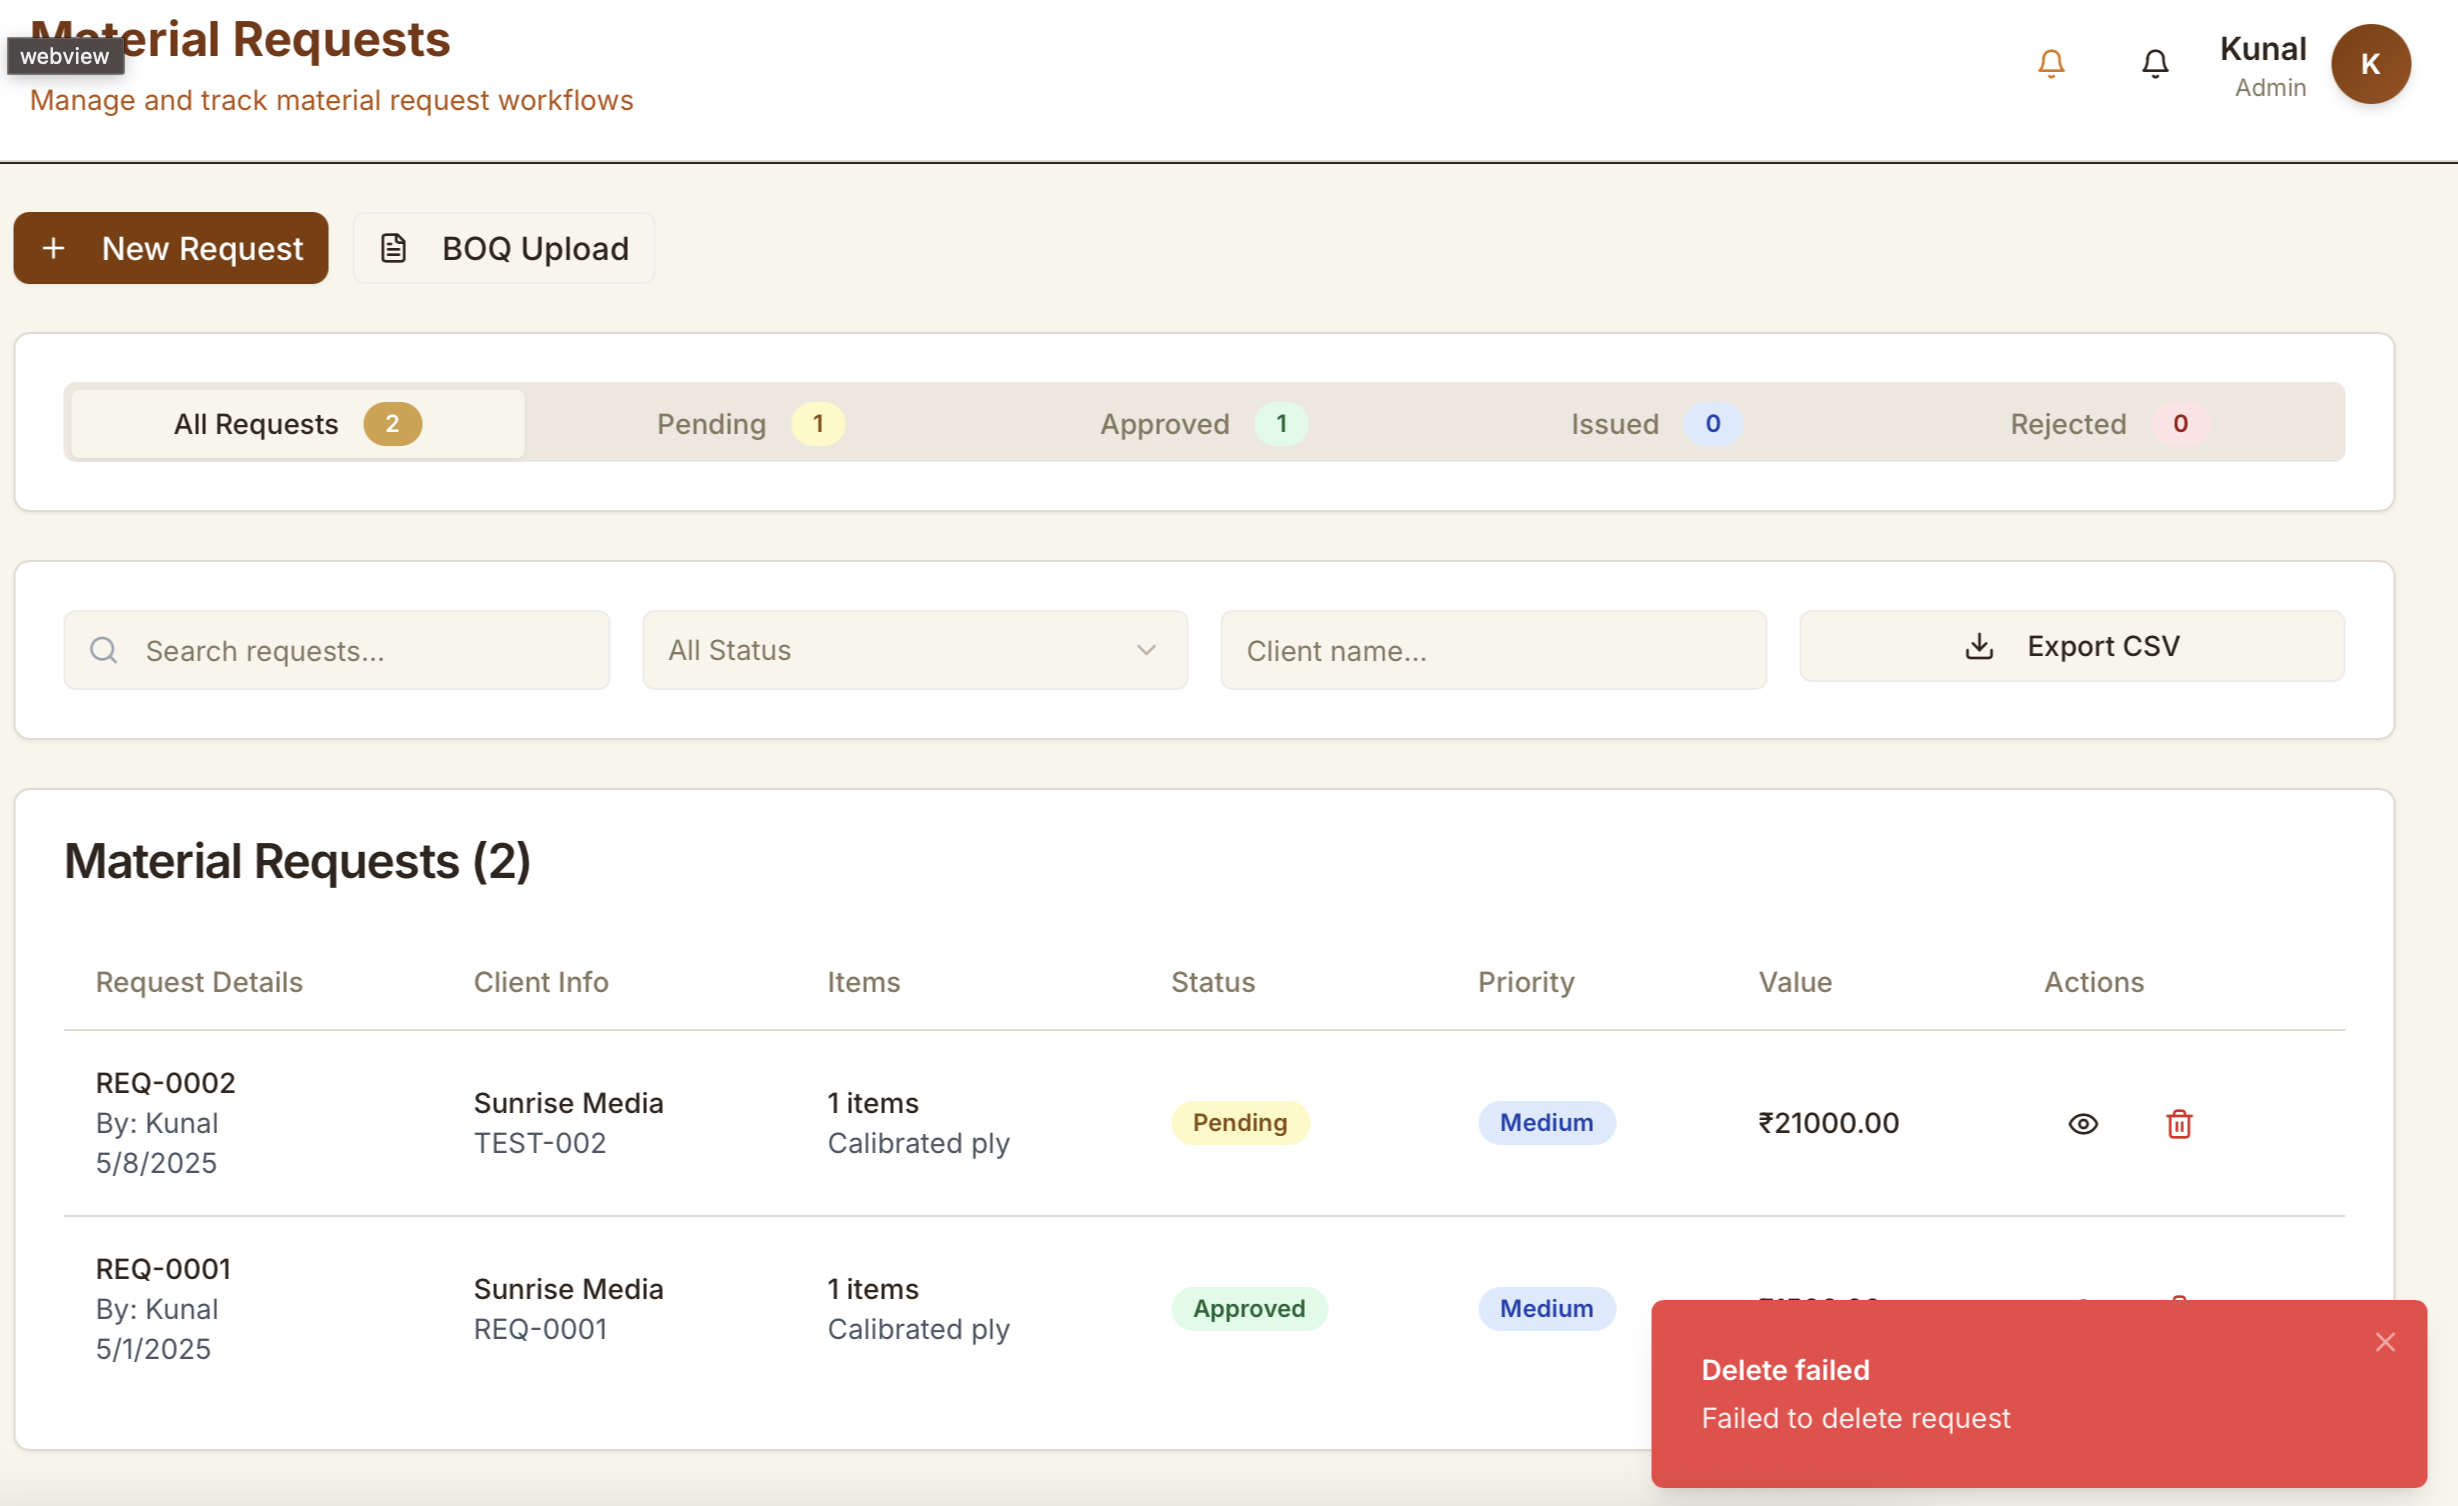 Material Requests
webview
Manage and track material request workflows
Kunal
Admin
K
New Request
BOQ Upload
All Requests 2
Pending 1
Approved 1
Issued 0
Rejected 0
Search requests...
All Status
Client name...
Export CSV
Material Requests (2)
Request Details Client Info Items Status Priority Value Actions
REQ-0002
By: Kunal
5/8/2025
Sunrise Media
TEST-002
1 items
Calibrated ply
Pending
Medium
₹21000.00
REQ-0001
By: Kunal
5/1/2025
Sunrise Media
REQ-0001
1 items
Calibrated ply
Approved
Medium
Delete failed
Failed to delete request